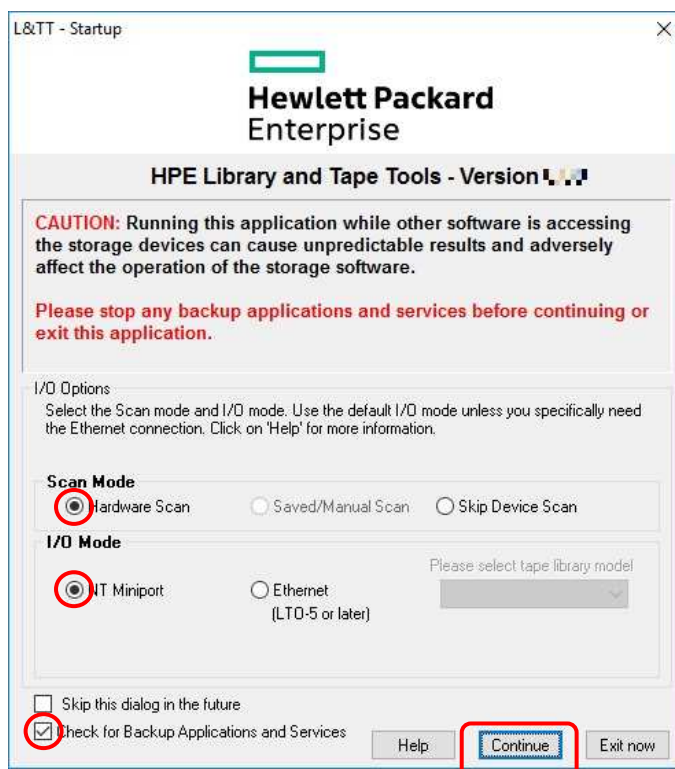 L&TT - Startup
Hewlett Packard
Enterprise
HPE Library and Tape Tools - Version
CAUTION: Running this application while other software is accessing
the storage devices can cause unpredictable results and adversely
affect the operation of the storage software.
Please stop any backup applications and services before continuing or
exit this application.
I/O Options
Select the Scan mode and I/O mode. Use the default I/O mode unless you specifically need
the Ethernet connection. Click on 'Help' for more information.
Scan Mode
Hardware Scan Saved/Manual Scan Skip Device Scan
I/O Mode
Please select tape library model
NT Miniport Ethernet
(LTO-5 or later)
Skip this dialog in the future
Check for Backup Applications and Services
Help Continue Exit now